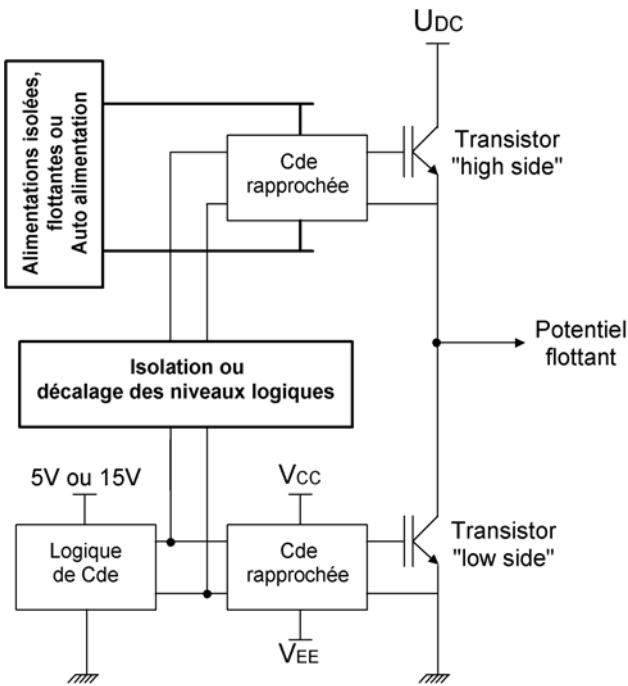 UDC
Alimentations isolées,
flottantes ou
Auto alimentation
Cde
rapprochée
Transistor
"high side"
Potentiel
flottant
Isolation ou
décalage des niveaux logiques
5V ou 15V
VCC
Logique
de Cde
Cde
rapprochée
Transistor
"low side"
VEE